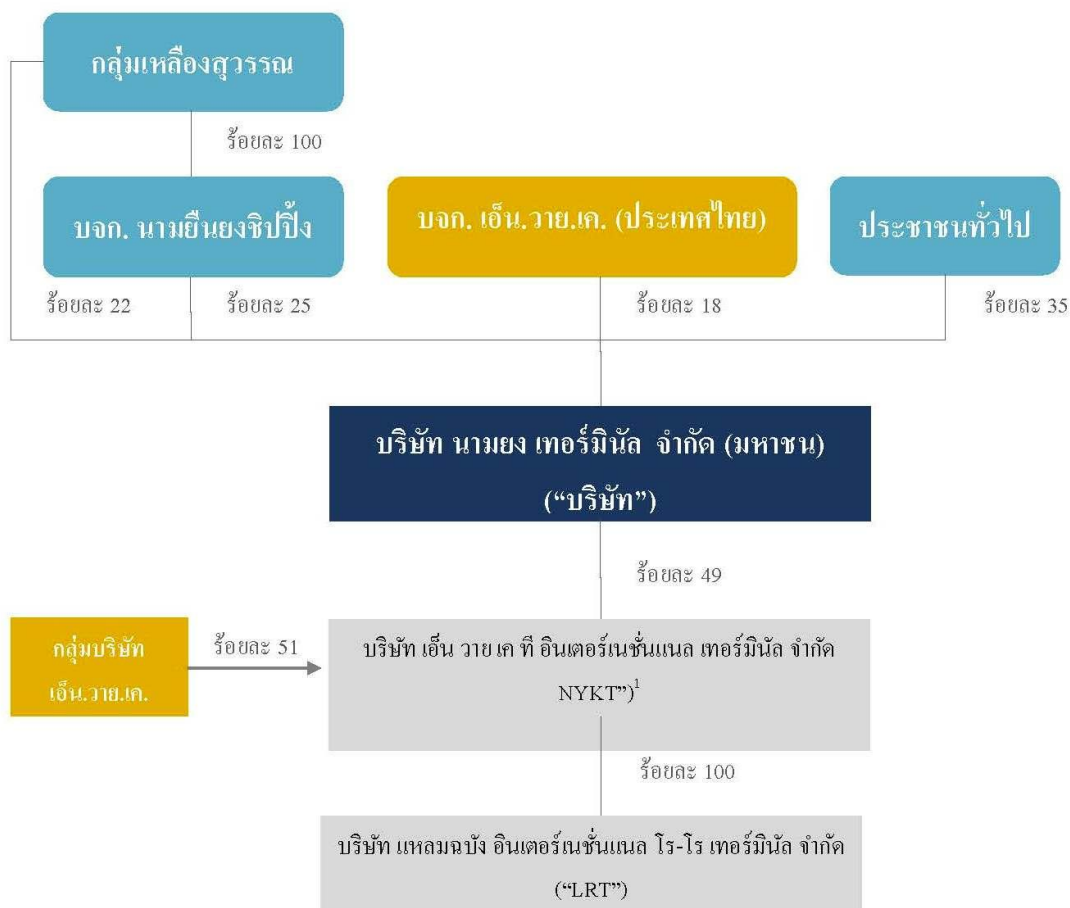 กลุ่มเหลืองสุวรรณ
ร้อยละ 100
บจก. นามยืนยงชิปปิ้ง
บจก. เอ็น.วาย.เค. (ประเทศไทย)
ประชาชนทั่วไป
ร้อยละ 22
ร้อยละ 25
ร้อยละ 18
ร้อยละ 35
บริษัท นามยง เทอร์มินัล จำกัด (มหาชน)
(“บริษัท”)
ร้อยละ 49
กลุ่มบริษัท
เอ็น.วาย.เค.
ร้อยละ 51
บริษัท เอ็น วาย เค ที อินเตอร์เนชั่นแนล เทอร์มินัล จำกัด
NYKT”)1
ร้อยละ 100
บริษัท แหลมฉบัง อินเตอร์เนชั่นแนล โร-โร เทอร์มินัล จำกัด
(“LRT”)